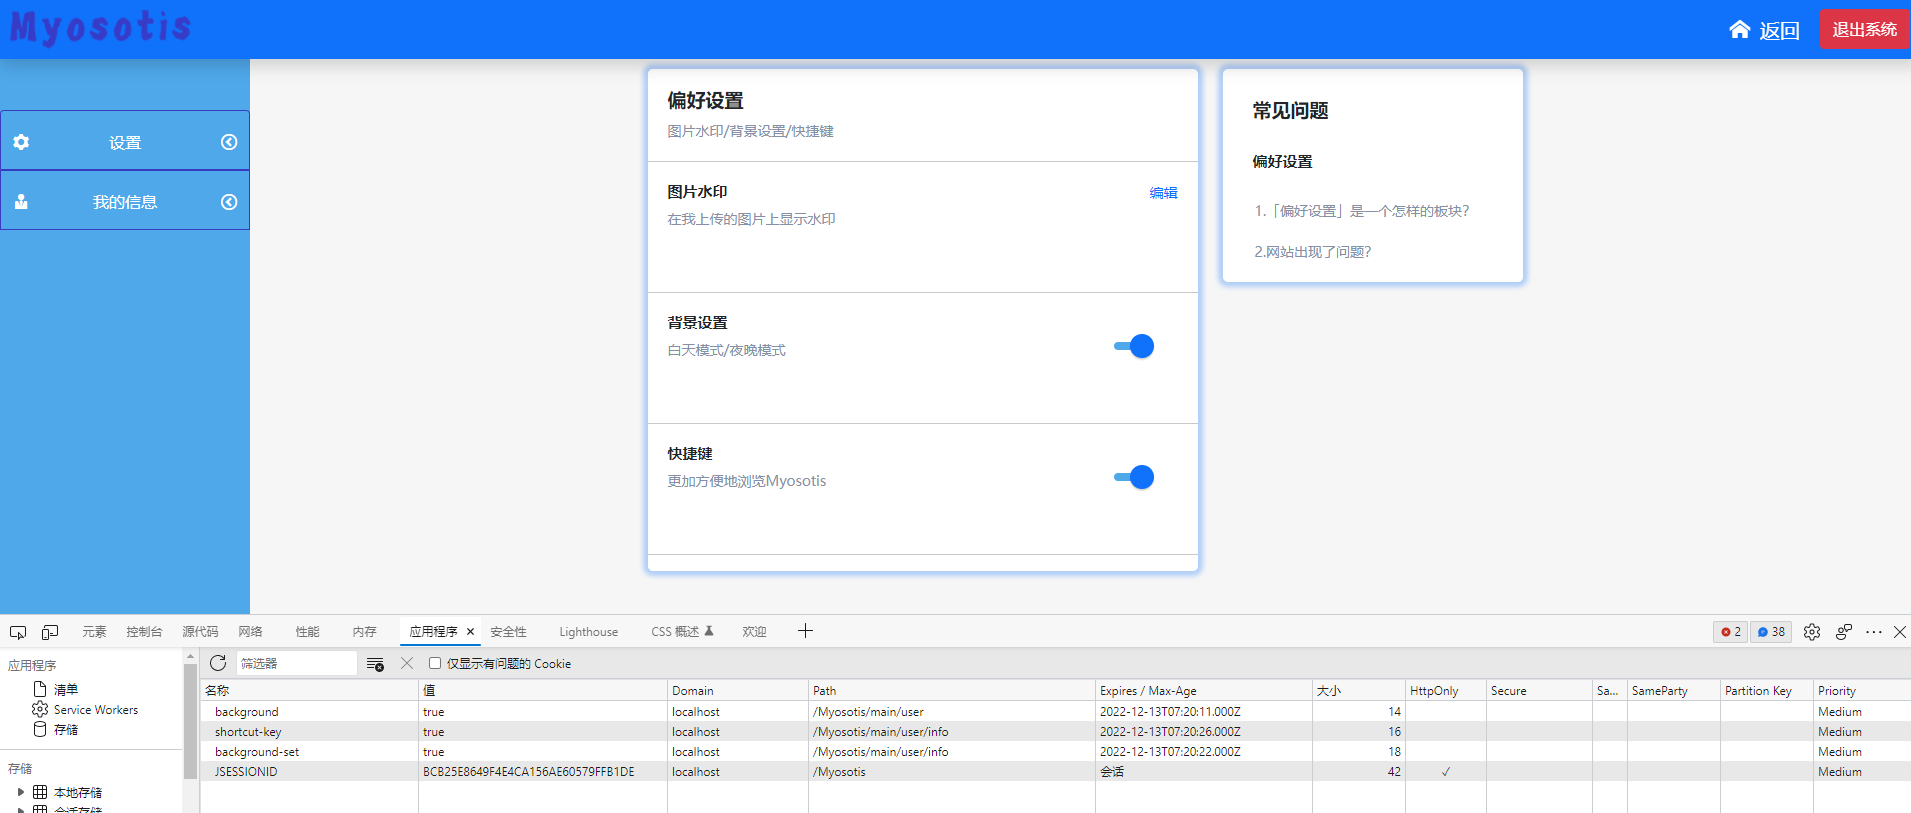 Myosotis
返回
退出系统
设置
我的信息
偏好设置
图片水印/背景设置/快捷键
图片水印
编辑
在我上传的图片上显示水印
背景设置
白天模式/夜晚模式
快捷键
更加方便地浏览Myosotis
常见问题
偏好设置
1.「偏好设置」是一个怎样的板块?
2.网站出现了问题?
元素 控制台 源代码 网络 性能 内存 应用程序 安全性 Lighthouse CSS 概述 欢迎
2 38
应用程序
清单
Service Workers
存储
存储
本地存储
会话存储
筛选器
仅显示有问题的 Cookie
名称 值 Domain Path Expires / Max-Age 大小 HttpOnly Secure Sa... SameParty Partition Key Priority
background true localhost /Myosotis/main/user 2022-12-13T07:20:11.000Z 14 Medium
shortcut-key true localhost /Myosotis/main/user/info 2022-12-13T07:20:26.000Z 16 Medium
background-set true localhost /Myosotis/main/user/info 2022-12-13T07:20:22.000Z 18 Medium
JSESSIONID BCB25E8649F4E4CA156AE60579FFB1DE localhost /Myosotis 会话 42 ✓ Medium